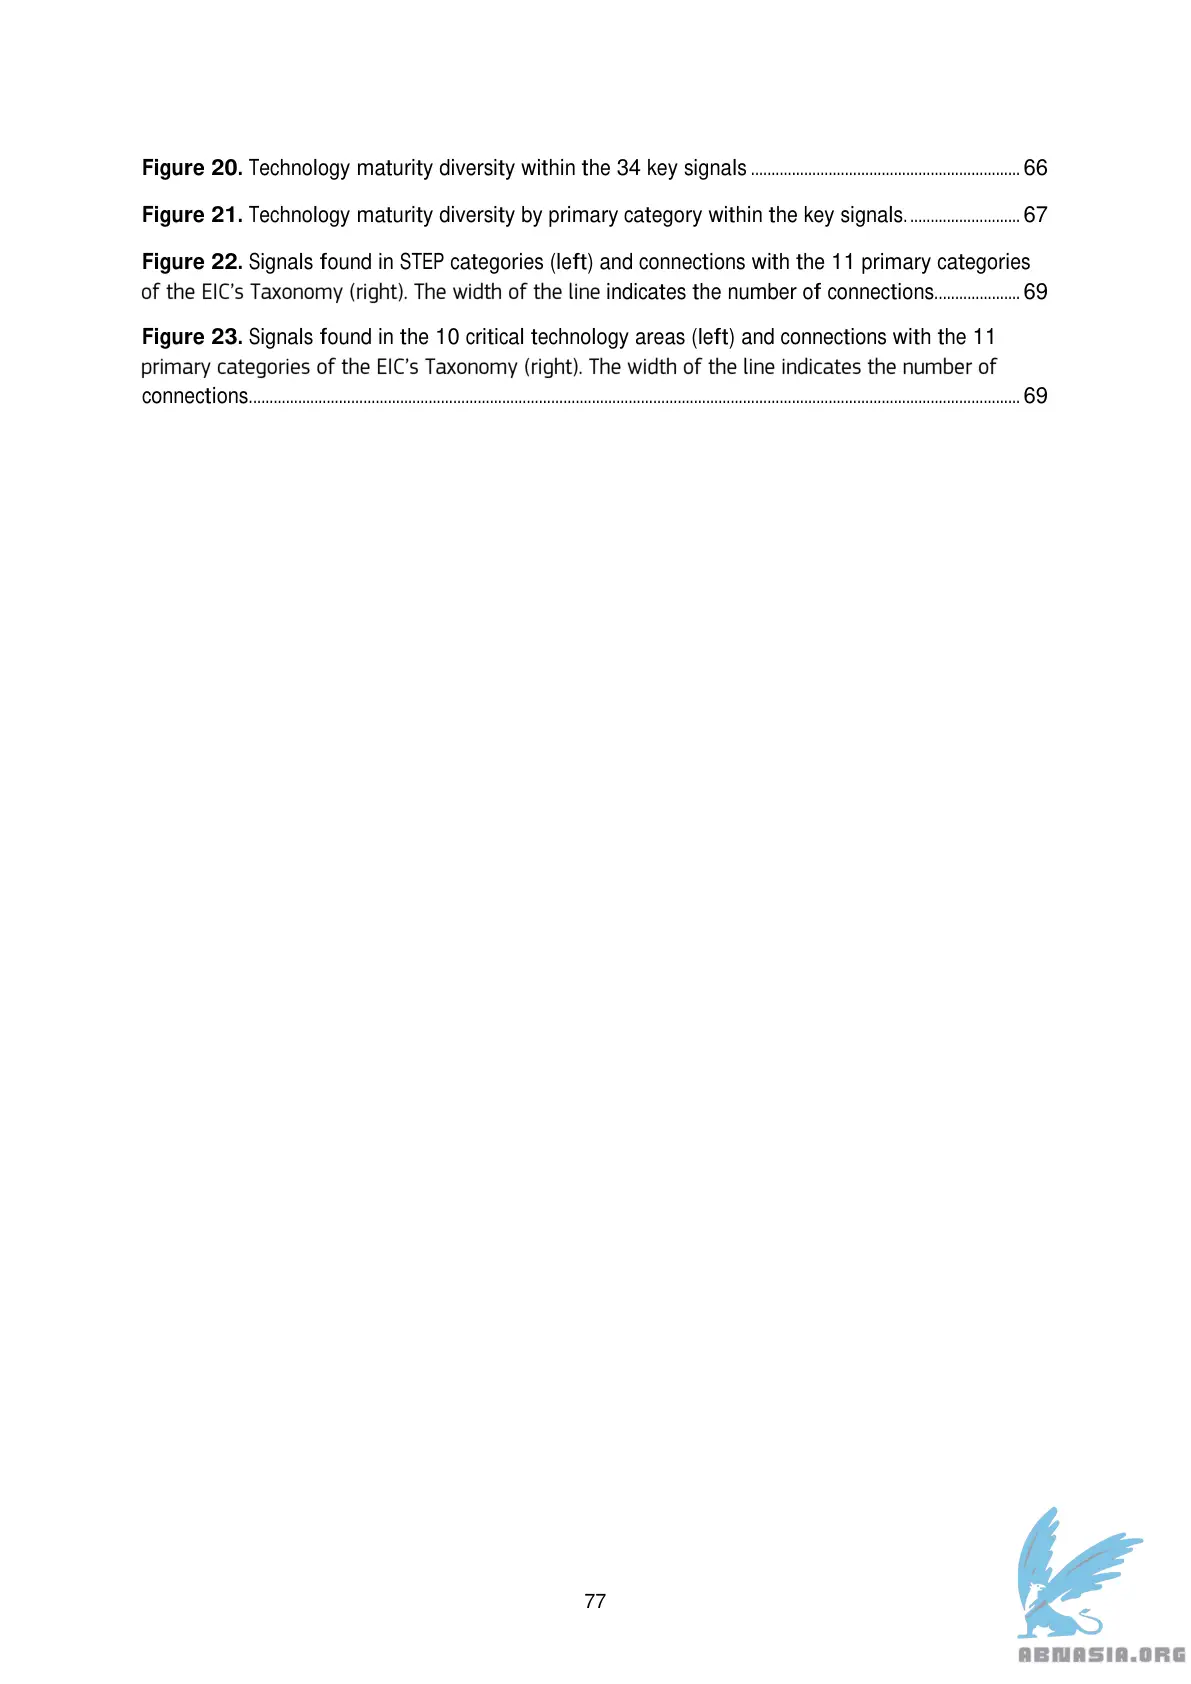 Figure 20. Technology maturity diversity within the 34 key signals .................................................................. 66
Figure 21. Technology maturity diversity by primary category within the key signals. ........................... 67
Figure 22. Signals found in STEP categories (left) and connections with the 11 primary categories
of the EIC’s Taxonomy (right). The width of the line indicates the number of connections..................... 69
Figure 23. Signals found in the 10 critical technology areas (left) and connections with the 11
primary categories of the EIC’s Taxonomy (right). The width of the line indicates the number of
connections............................................................................................................................................................................................ 69
77
ABNASIA.ORG